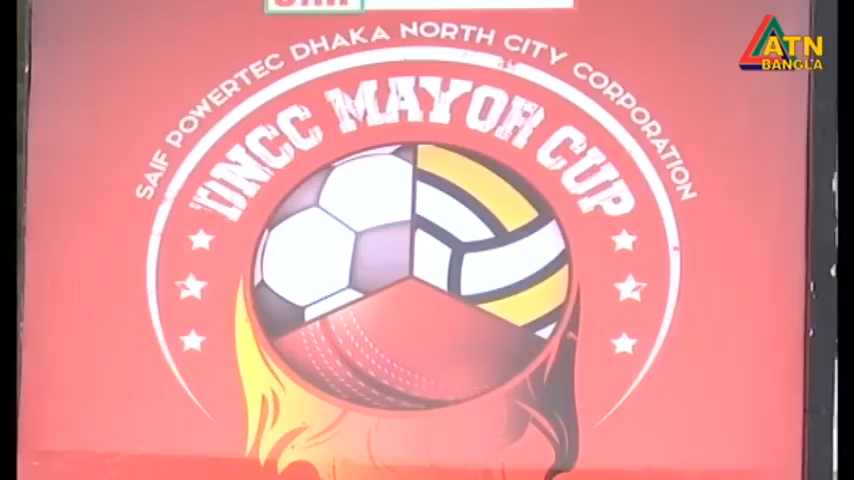 SAIF POWERTEC DHAKA NORTH CITY CORPORATION
DNCC MAYOR CUP
ATN
BANGLA